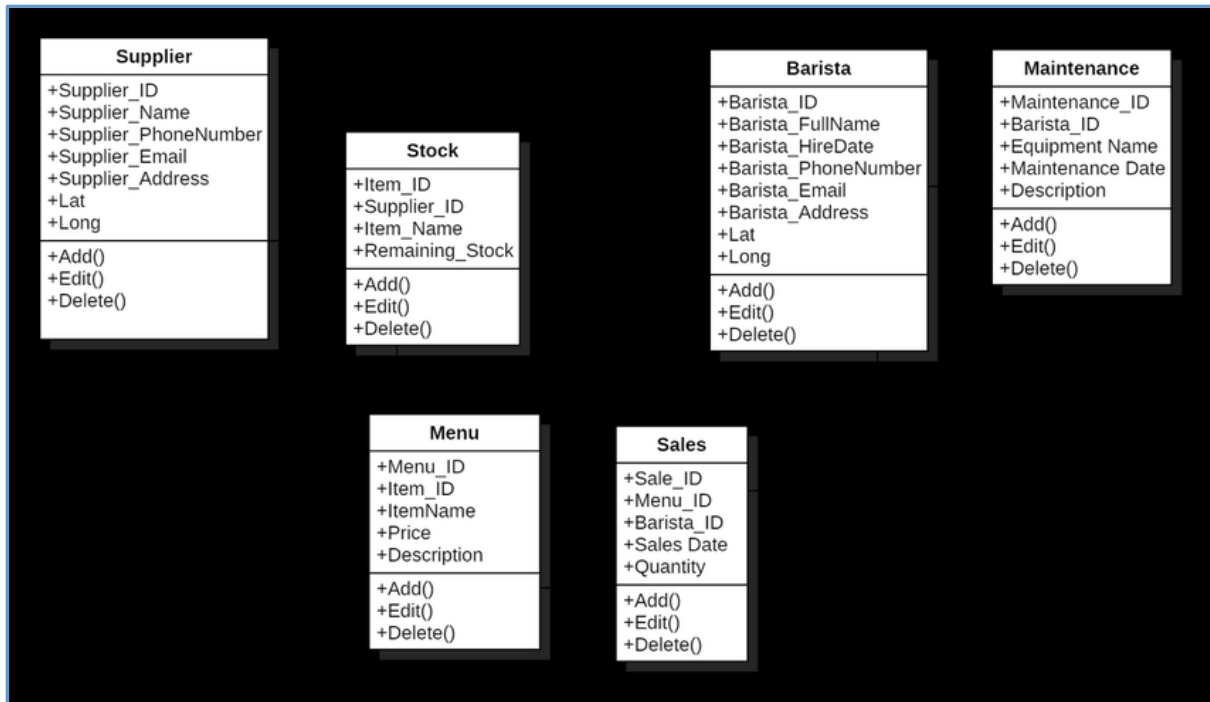 Supplier
+Supplier_ID
+Supplier_Name
+Supplier_PhoneNumber
+Supplier_Email
+Supplier_Address
+Lat
+Long
+Add()
+Edit()
+Delete()
Stock
+Item_ID
+Supplier_ID
+Item_Name
+Remaining_Stock
+Add()
+Edit()
+Delete()
Barista
+Barista_ID
+Barista_FullName
+Barista_HireDate
+Barista_PhoneNumber
+Barista_Email
+Barista_Address
+Lat
+Long
+Add()
+Edit()
+Delete()
Maintenance
+Maintenance_ID
+Barista_ID
+Equipment Name
+Maintenance Date
+Description
+Add()
+Edit()
+Delete()
Menu
+Menu_ID
+Item_ID
+ItemName
+Price
+Description
+Add()
+Edit()
+Delete()
Sales
+Sale_ID
+Menu_ID
+Barista_ID
+Sales Date
+Quantity
+Add()
+Edit()
+Delete()